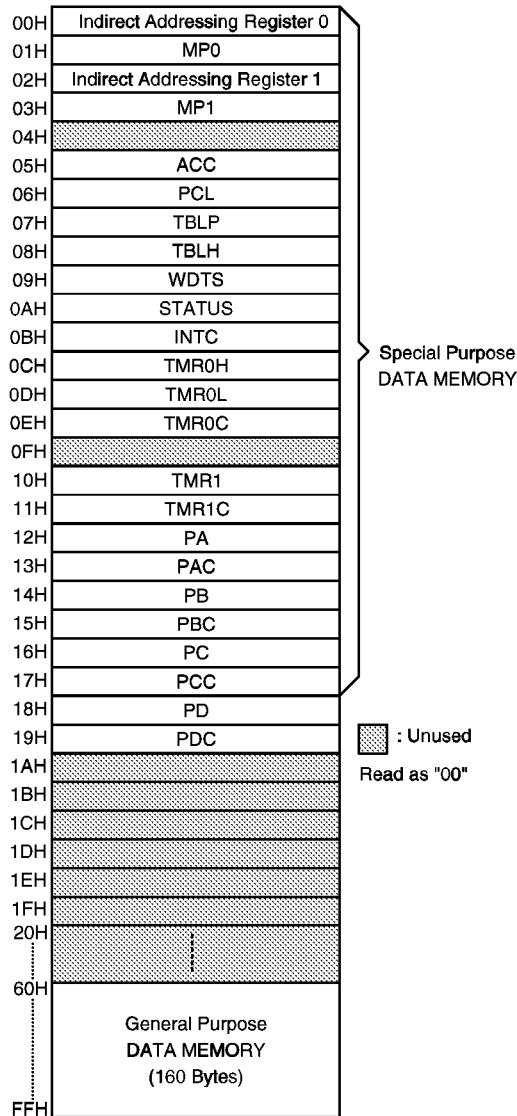 00H Indirect Addressing Register 0
01H MP0
02H Indirect Addressing Register 1
03H MP1
04H
05H ACC
06H PCL
07H TBLP
08H TBLH
09H WDTS
0AH STATUS
0BH INTC
0CH TMR0H
0DH TMR0L
0EH TMR0C
0FH
10H TMR1
11H TMR1C
12H PA
13H PAC
14H PB
15H PBC
16H PC
17H PCC
18H PD
19H PDC
1AH
1BH
1CH
1DH
1EH
1FH
20H
60H
General Purpose
DATA MEMORY
(160 Bytes)
FFH
Special Purpose
DATA MEMORY
: Unused
Read as "00"